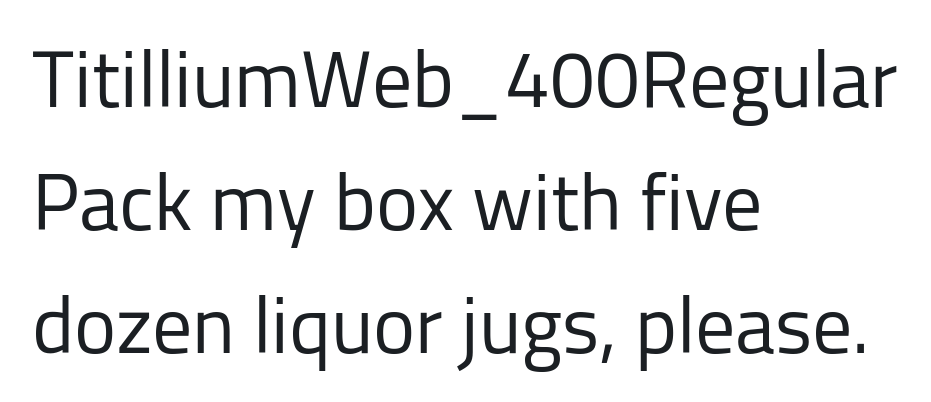 TitilliumWeb_400Regular
Pack my box with five
dozen liquor jugs, please.